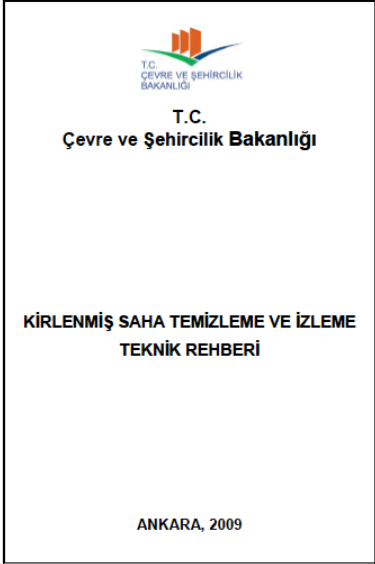 T.C.
ÇEVRE VE ŞEHİRCİLİK
BAKANLIĞI
T.C.
Çevre ve Şehircilik Bakanlığı
KİRLENMİŞ SAHA TEMİZLEME VE İZLEME
TEKNİK REHBERİ
ANKARA, 2009